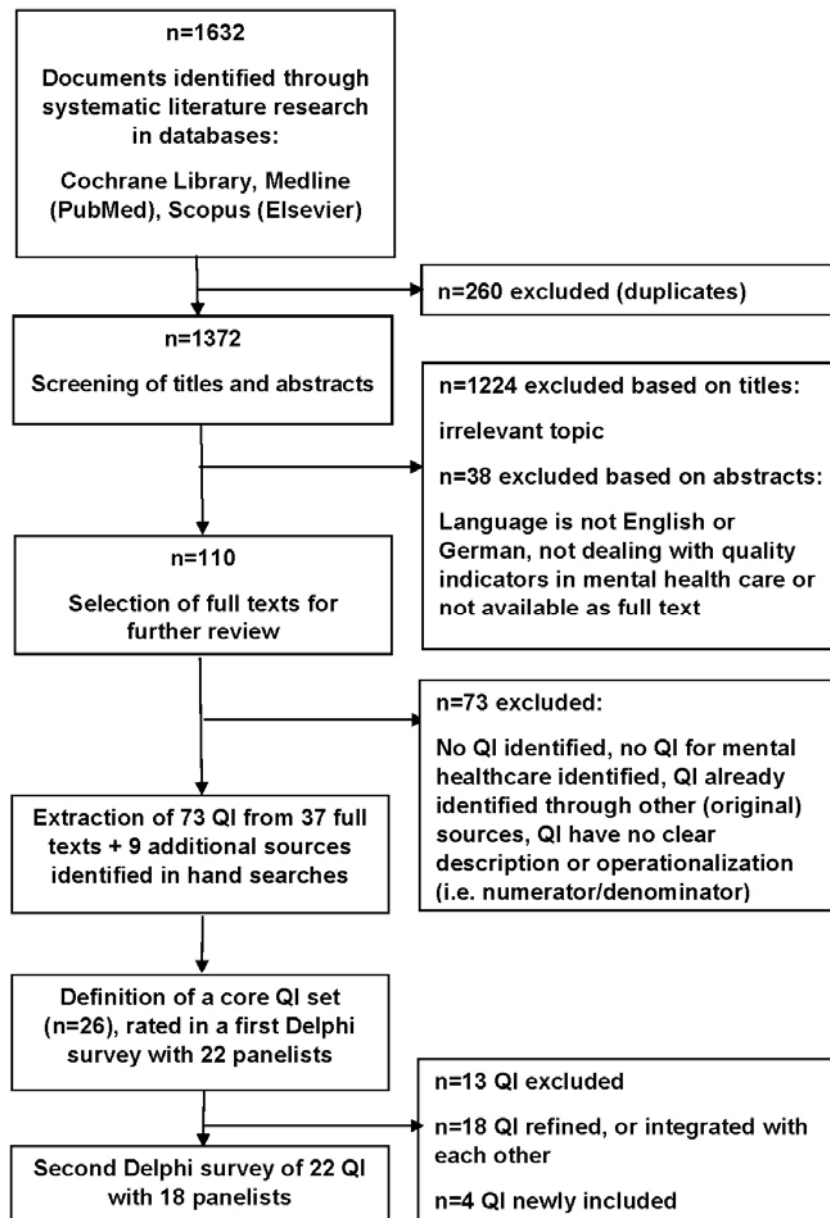 n=1632
Documents identified through
systematic literature research
in databases:
Cochrane Library, Medline
(PubMed), Scopus (Elsevier)
n=260 excluded (duplicates)
n=1372
Screening of titles and abstracts
n=1224 excluded based on titles:
irrelevant topic
n=38 excluded based on abstracts:
Language is not English or
German, not dealing with quality
indicators in mental health care or
not available as full text
n=110
Selection of full texts for
further review
n=73 excluded:
No QI identified, no QI for mental
healthcare identified, QI already
identified through other (original)
sources, QI have no clear
description or operationalization
(i.e. numerator/denominator)
Extraction of 73 QI from 37 full
texts + 9 additional sources
identified in hand searches
Definition of a core QI set
(n=26), rated in a first Delphi
survey with 22 panelists
n=13 QI excluded
n=18 QI refined, or integrated with
each other
n=4 QI newly included
Second Delphi survey of 22 QI
with 18 panelists